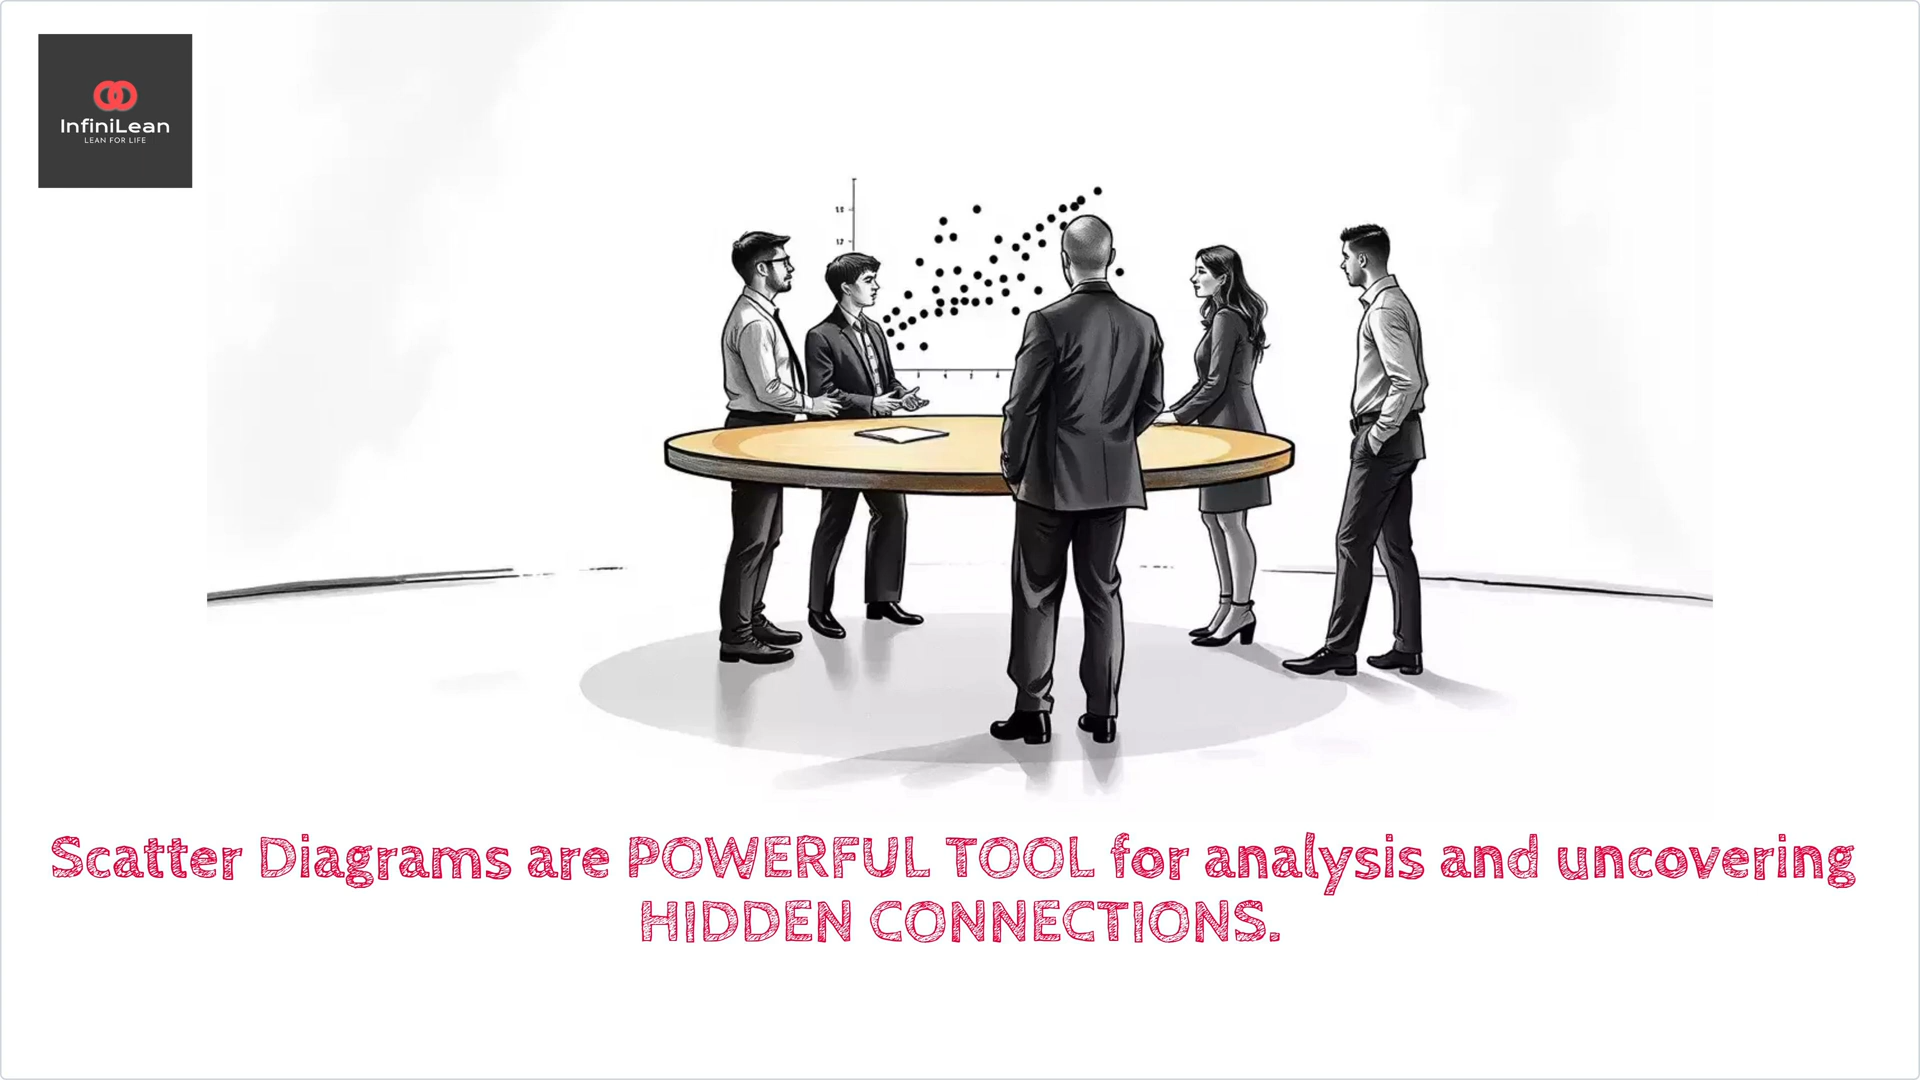 InfiniLean
LEAN FOR LIFE
Scatter Diagrams are POWERFUL TOOL for analysis and uncovering
HIDDEN CONNECTIONS.